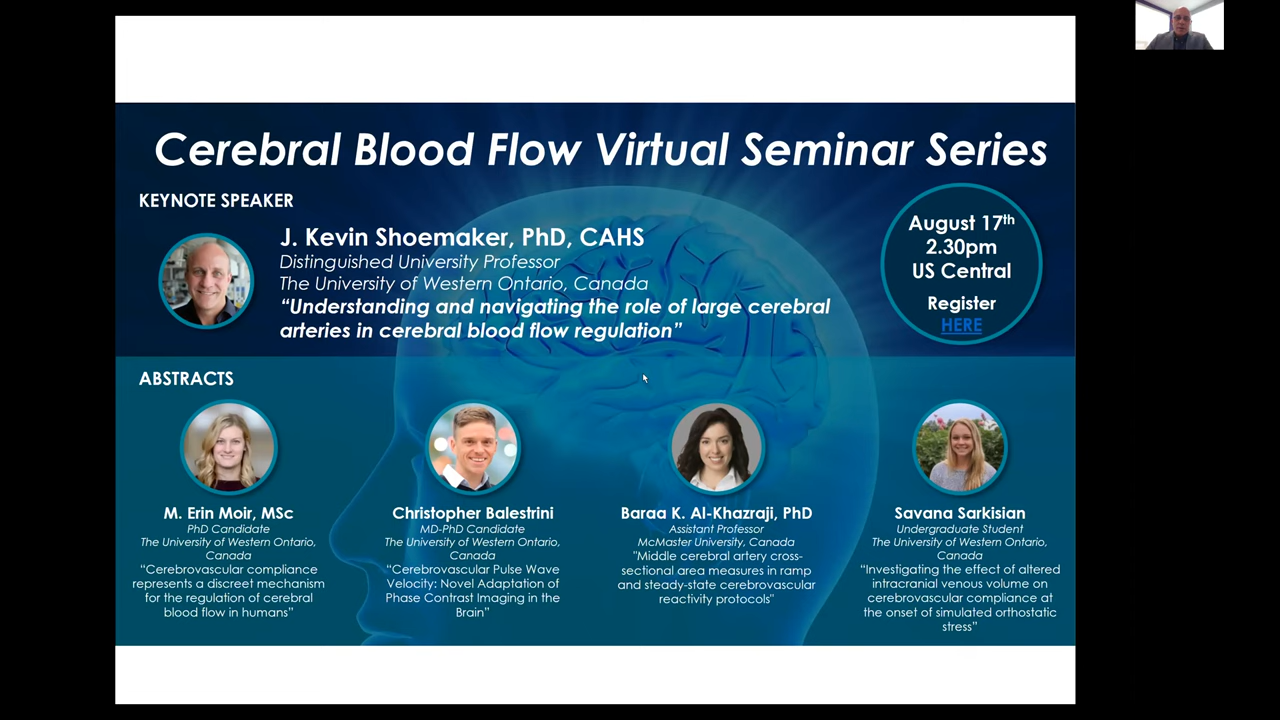 Cerebral Blood Flow Virtual Seminar Series
KEYNOTE SPEAKER
J. Kevin Shoemaker, PhD, CAHS
Distinguished University Professor
The University of Western Ontario, Canada
“Understanding and navigating the role of large cerebral
arteries in cerebral blood flow regulation”
August 17th
2.30pm
US Central
Register
HERE
ABSTRACTS
M. Erin Moir, MSc
PhD Candidate
The University of Western Ontario,
Canada
“Cerebrovascular compliance
represents a discreet mechanism
for the regulation of cerebral
blood flow in humans”
Christopher Balestrini
MD-PhD Candidate
The University of Western Ontario,
Canada
“Cerebrovascular Pulse Wave
Velocity: Novel Adaptation of
Phase Contrast Imaging in the
Brain”
Baraa K. Al-Khazraji, PhD
Assistant Professor
McMaster University, Canada
"Middle cerebral artery cross-
sectional area measures in ramp
and steady-state cerebrovascular
reactivity protocols"
Savana Sarkisian
Undergraduate Student
The University of Western Ontario,
Canada
“Investigating the effect of altered
intracranial venous volume on
cerebrovascular compliance at
the onset of simulated orthostatic
stress”